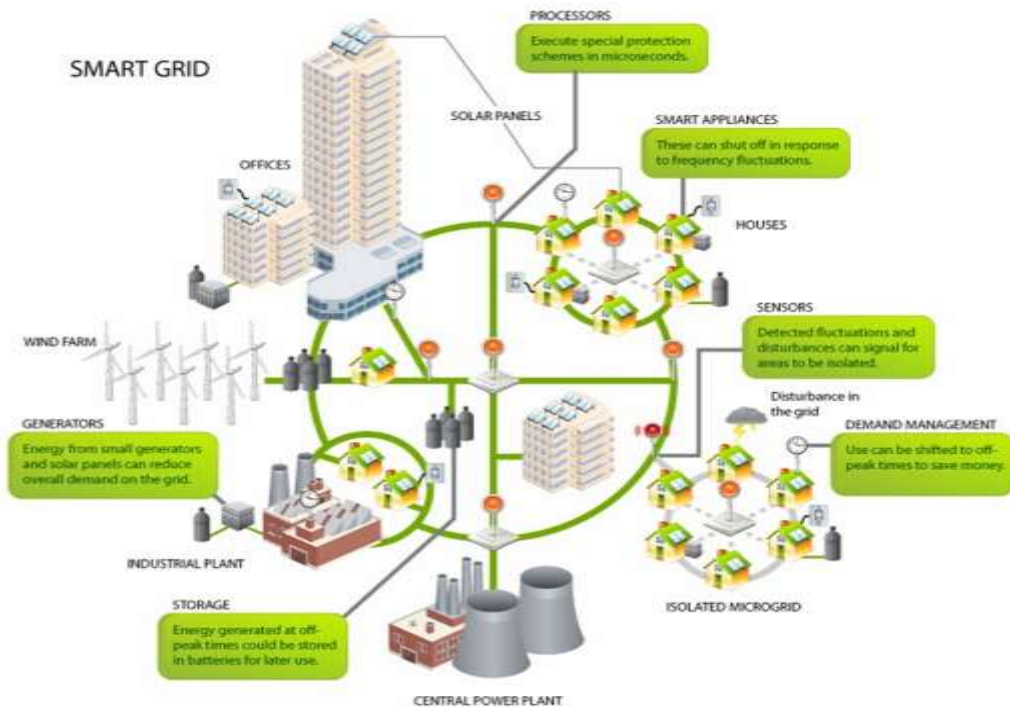 PROCESSORS
Execute special protection
schemes in microseconds.
SMART GRID
SOLAR PANELS
SMART APPLIANCES
These can shut off in response
to frequency fluctuations.
OFFICES
HOUSES
SENSORS
Detected fluctuations and
disturbances can signal for
areas to be isolated.
WIND FARM
Disturbance in
the grid
GENERATORS
Energy from small generators
and solar panels can reduce
overall demand on the grid.
DEMAND MANAGEMENT
Use can be shifted to off-
peak times to save money.
INDUSTRIAL PLANT
ISOLATED MICROGRID
STORAGE
Energy generated at off-
peak times could be stored
in batteries for later use.
CENTRAL POWER PLANT